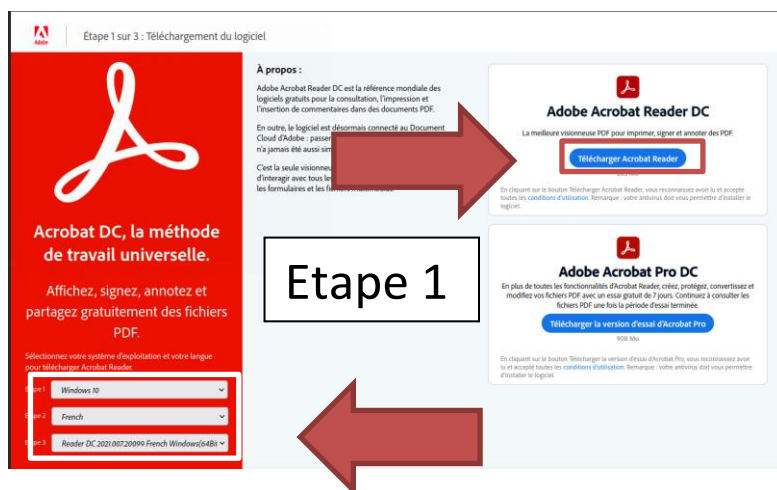 Adobe
Étape 1 sur 3 : Téléchargement du logiciel
Acrobat DC, la méthode
de travail universelle.
Affichez, signez, annotez et
partagez gratuitement des fichiers
PDF.
Sélectionnez votre système d'exploitation et votre langue
pour télécharger Acrobat Reader.
Windows 10
French
Reader DC 2021.007.20099 French Windows(64Bit
À propos :
Adobe Acrobat Reader DC est la référence mondiale des
logiciels gratuits pour la consultation, l'impression et
l'insertion de commentaires dans des documents PDF.
En outre, le logiciel est désormais connecté au Document
Cloud d'Adobe : passer
n'a jamais été aussi
C'est la seule
d'interagir avec tous
les formulaires et les
Etape 1
Adobe Acrobat Reader DC
La meilleure visionneuse PDF pour imprimer, signer et annoter des PDF.
Télécharger Acrobat Reader
En cliquant sur le bouton Télécharger Acrobat Reader, vous reconnaissez avoir lu et accepté
toutes les conditions d'utilisation. Remarque : votre antivirus doit vous permettre d'installer le
logiciel.
Adobe Acrobat Pro DC
En plus de toutes les fonctionnalités d'Acrobat Reader, créez, protégez, convertissez et
modifiez vos fichiers PDF avec un essai gratuit de 7 jours. Continuez à consulter les
fichiers PDF une fois la période d'essai terminée.
Télécharger la version d'essai d'Acrobat Pro
908 Mo
En cliquant sur le bouton Télécharger la version d'essai d'Acrobat Pro, vous reconnaissez avoir
lu et accepté toutes les conditions d'utilisation. Remarque : votre antivirus doit vous permettre
d'installer le logiciel.